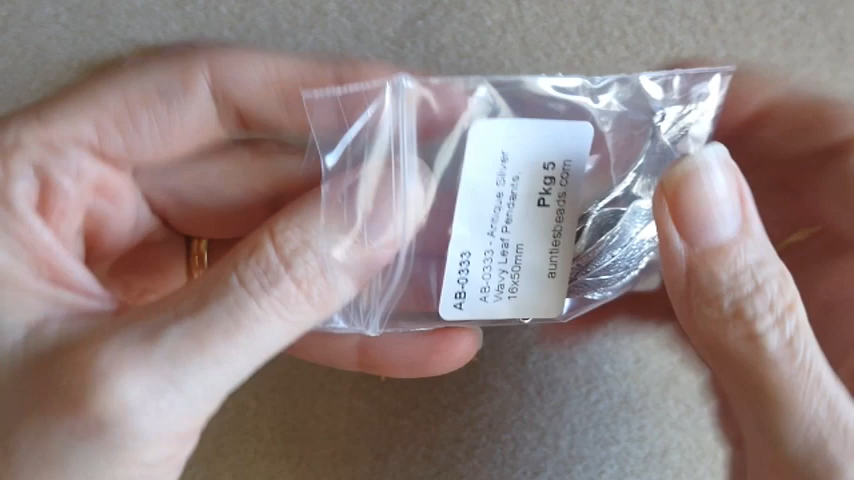 AB-0333
AB-0333 - Antique Silver
Wavy Leaf Pendants,
16x50mm
Pkg 5
auntiesbeads.com